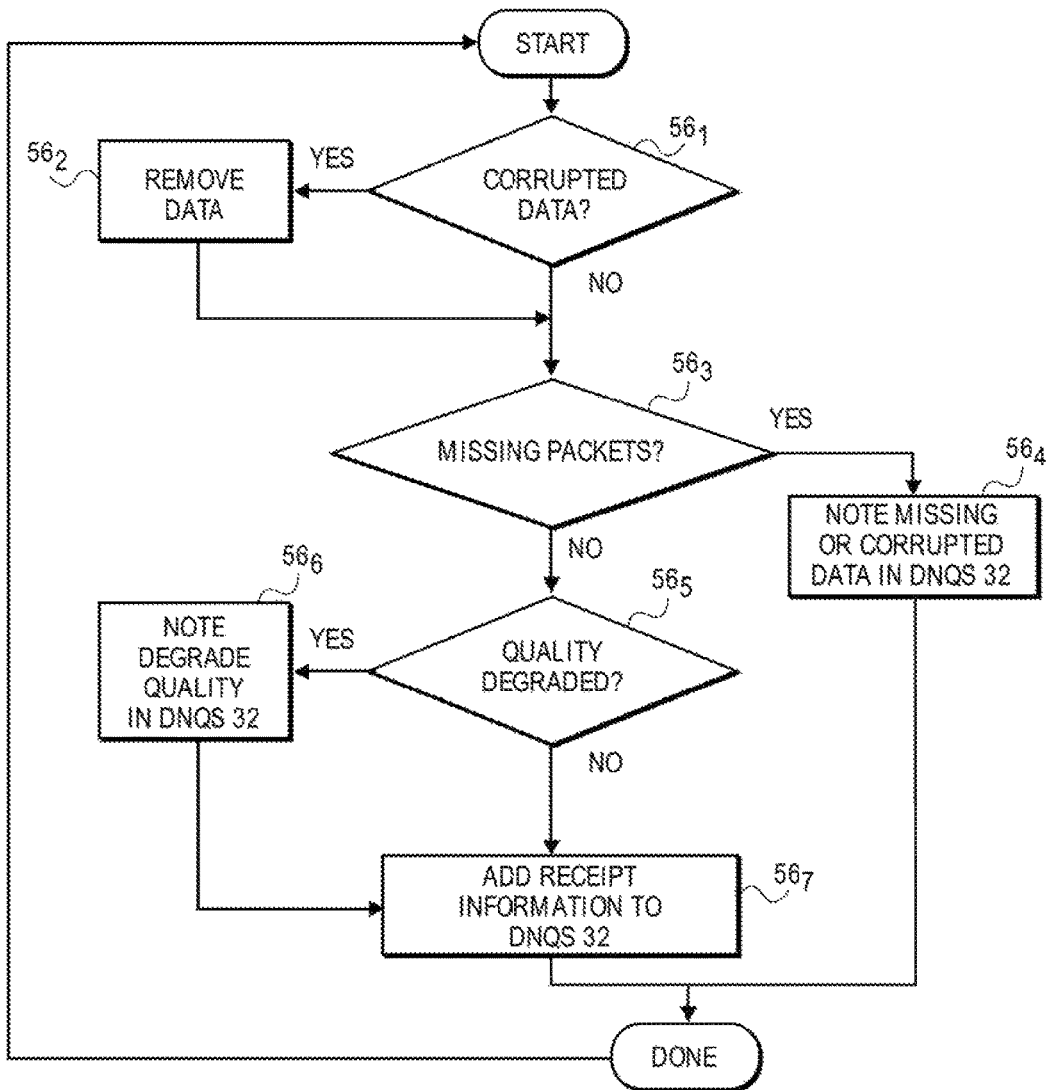 START
56₁
CORRUPTED
DATA?
YES
56₂
REMOVE
DATA
NO
56₃
MISSING PACKETS?
YES
56₄
NOTE MISSING
OR CORRUPTED
DATA IN DNQS 32
NO
56₅
QUALITY
DEGRADED?
YES
56₆
NOTE
DEGRADE
QUALITY
IN DNQS 32
NO
56₇
ADD RECEIPT
INFORMATION TO
DNQS 32
DONE